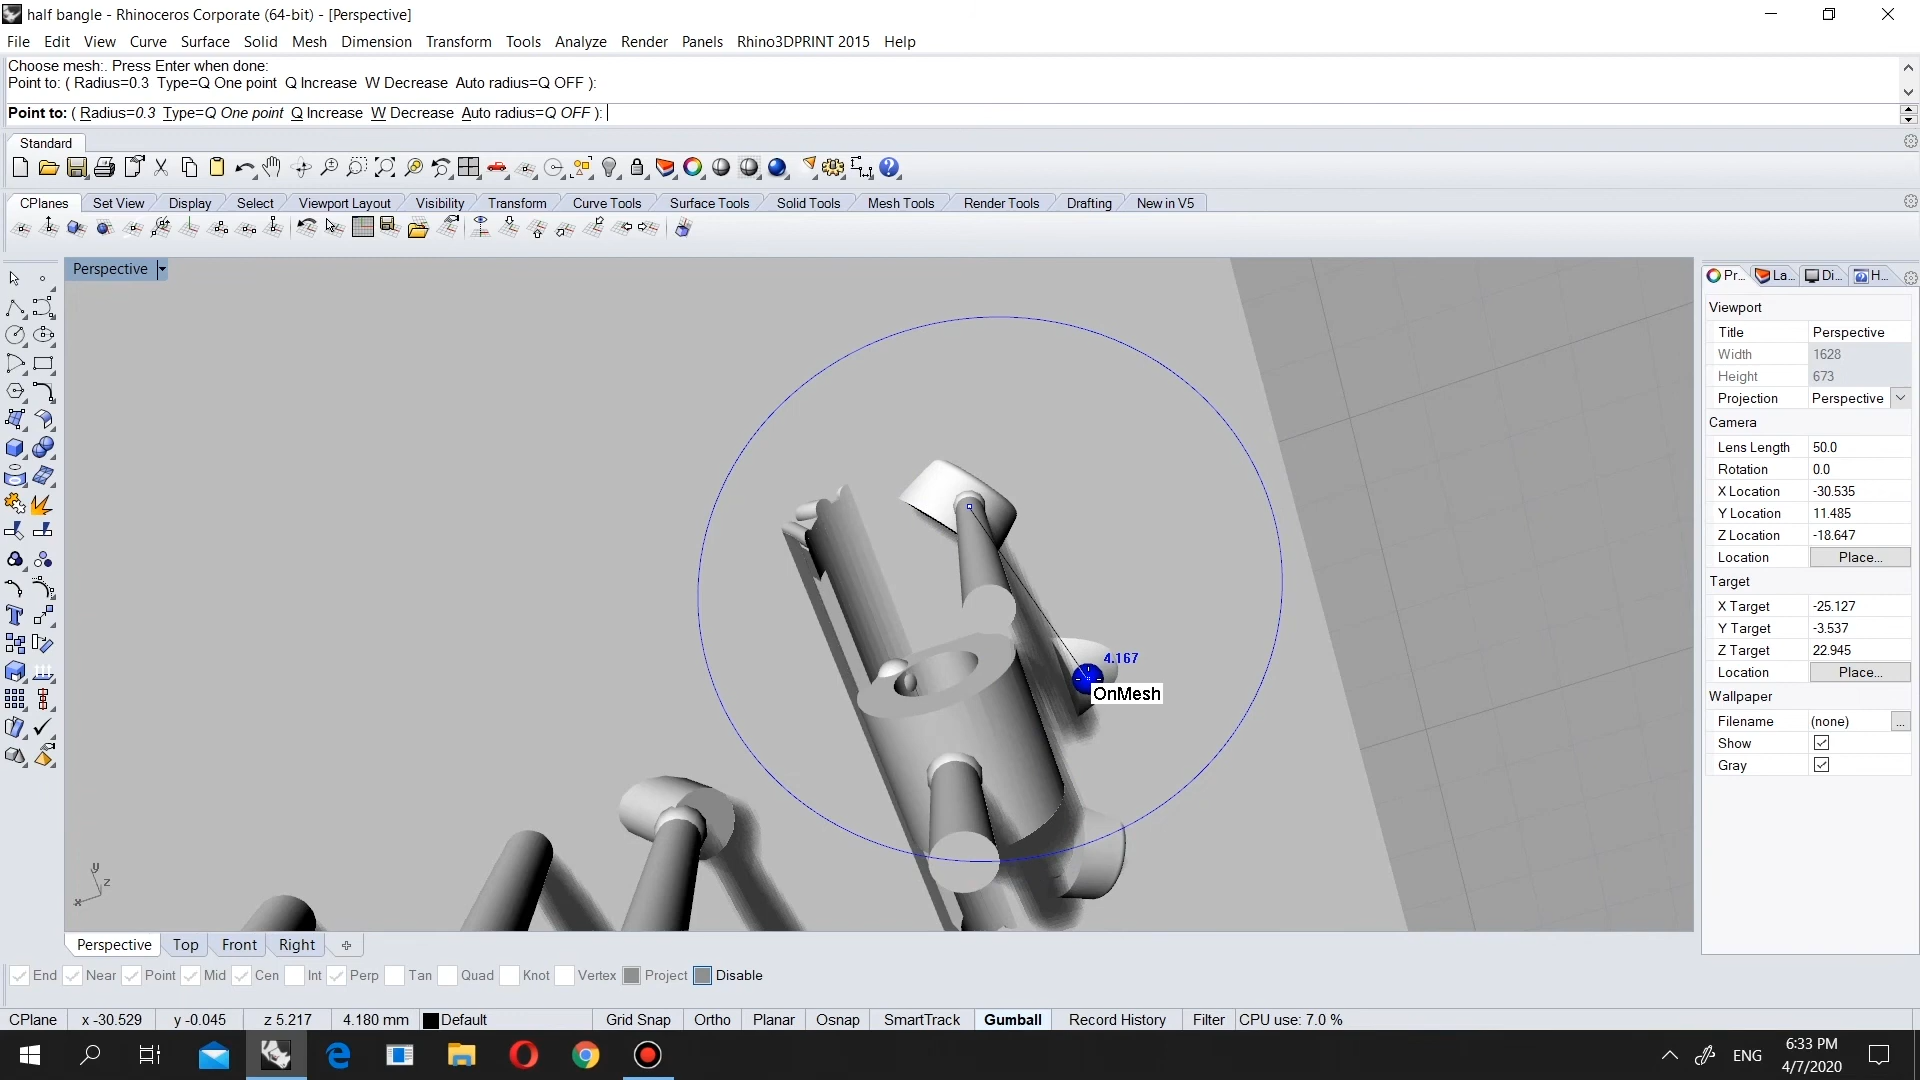 half bangle - Rhinoceros Corporate (64-bit) - [Perspective]
File Edit View Curve Surface Solid Mesh Dimension Transform Tools Analyze Render Panels Rhino3DPRINT 2015 Help
Choose mesh:. Press Enter when done:
Point to: ( Radius=0.3 Type=Q One point Q Increase W Decrease Auto radius=Q OFF ):
Point to: ( Radius=0.3 Type=Q One point Q Increase W Decrease Auto radius=Q OFF ):
Standard
CPlanes Set View Display Select Viewport Layout Visibility Transform Curve Tools Surface Tools Solid Tools Mesh Tools Render Tools Drafting New in V5
Perspective
Pr... La... Di... H...
Viewport
Title Perspective
Width 1628
Height 673
Projection Perspective
Camera
Lens Length 50.0
Rotation 0.0
X Location -30.535
Y Location 11.485
Z Location -18.647
Location Place...
Target
X Target -25.127
Y Target -3.537
Z Target 22.945
Location Place...
Wallpaper
Filename (none) ...
Show
Gray
4.167
OnMesh
y
z
x
Perspective Top Front Right
End Near Point Mid Cen Int Perp Tan Quad Knot Vertex Project Disable
CPlane x -30.529 y -0.045 z 5.217 4.180 mm Default Grid Snap Ortho Planar Osnap SmartTrack Gumball Record History Filter CPU use: 7.0 %
ENG
6:33 PM
4/7/2020